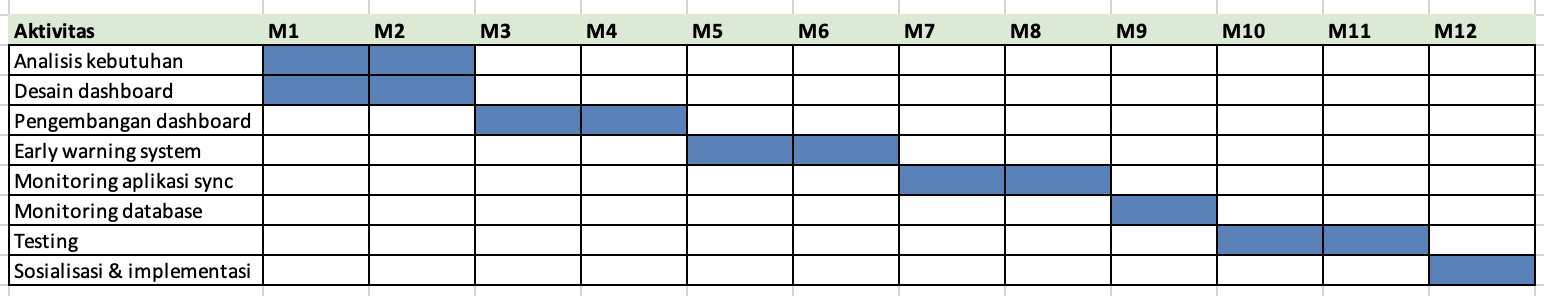 Aktivitas M1 M2 M3 M4 M5 M6 M7 M8 M9 M10 M11 M12
Analisis kebutuhan
Desain dashboard
Pengembangan dashboard
Early warning system
Monitoring aplikasi sync
Monitoring database
Testing
Sosialisasi & implementasi